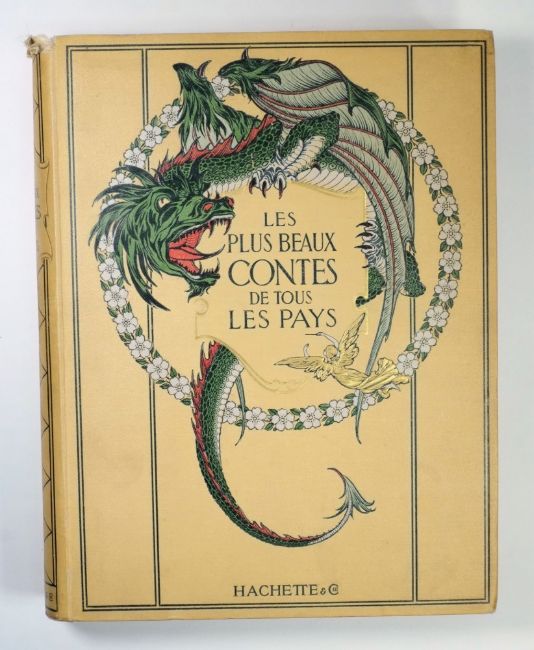 LES
PLUS BEAUX
CONTES
DE TOUS
LES PAYS
HACHETTE & Cie